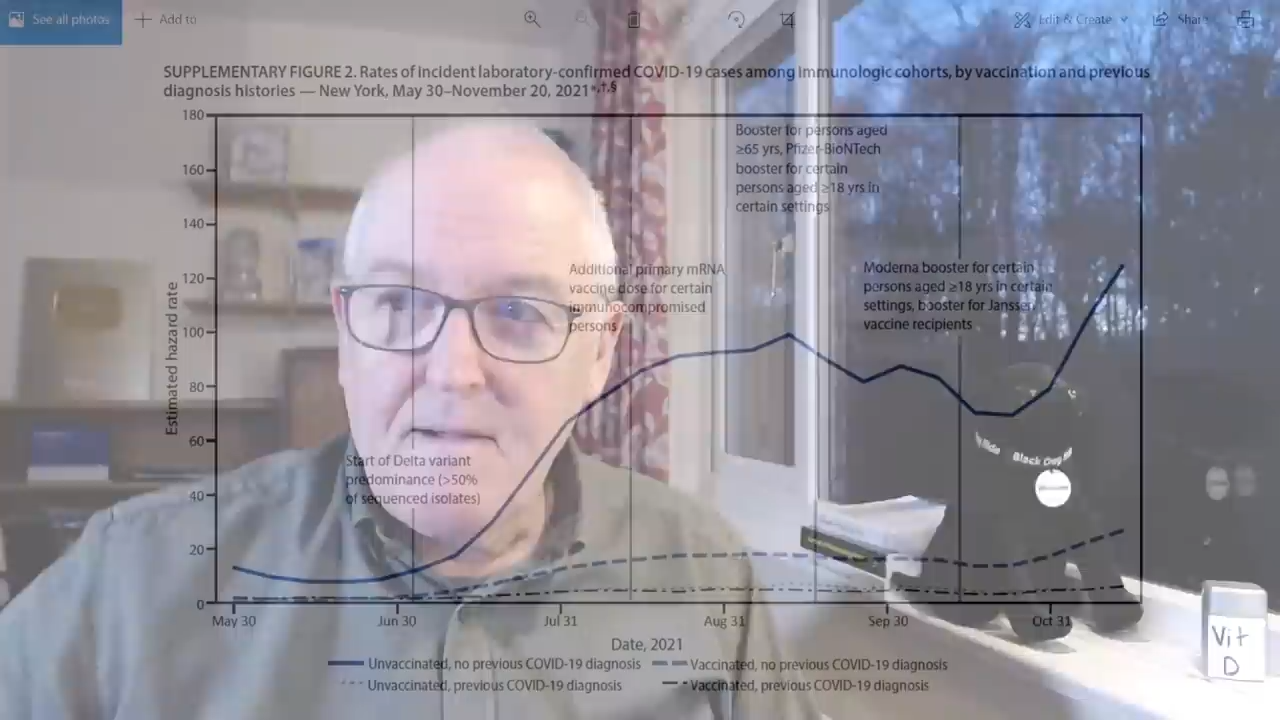 See all photos
Add to
Edit & Create
Share
SUPPLEMENTARY FIGURE 2. Rates of incident laboratory-confirmed COVID-19 cases among immunologic cohorts, by vaccination and previous
diagnosis histories — New York, May 30–November 20, 2021*,†,§
180
160
140
120
100
80
60
40
20
0
Estimated hazard rate
Booster for persons aged
≥65 yrs, Pfizer-BioNTech
booster for certain
persons aged ≥18 yrs in
certain settings
Additional primary mRNA
vaccine dose for certain
immunocompromised
persons
Moderna booster for certain
persons aged ≥18 yrs in certain
settings, booster for Janssen
vaccine recipients
Start of Delta variant
predominance (>50%
of sequenced isolates)
Black Dog
May 30
Jun 30
Jul 31
Aug 31
Sep 30
Oct 31
Date, 2021
Unvaccinated, no previous COVID-19 diagnosis
Vaccinated, no previous COVID-19 diagnosis
Unvaccinated, previous COVID-19 diagnosis
Vaccinated, previous COVID-19 diagnosis
Vit
D